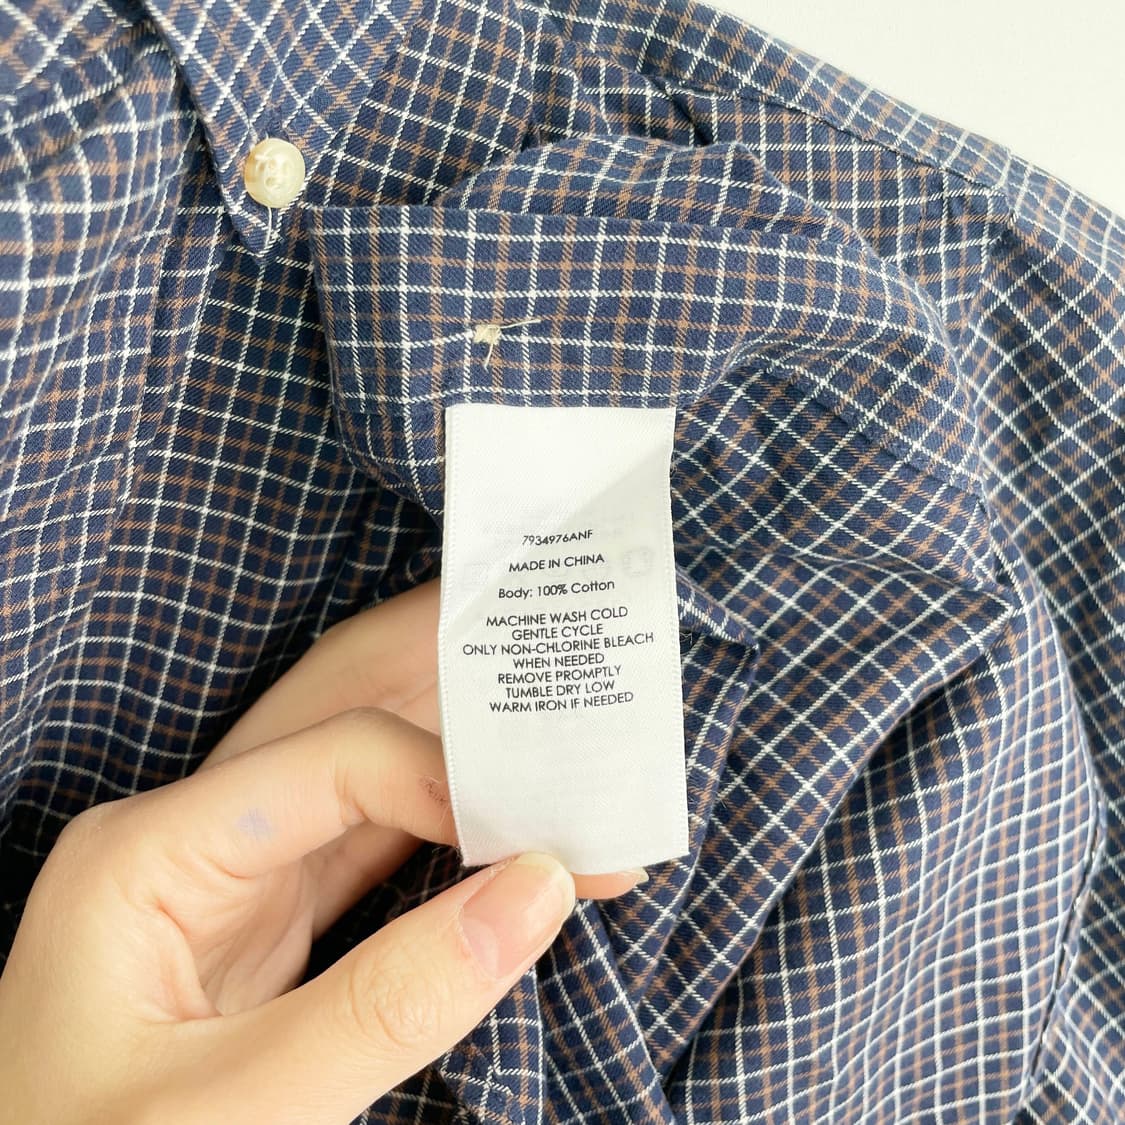 7934976ANF
MADE IN CHINA
Body: 100% Cotton
MACHINE WASH COLD
GENTLE CYCLE
ONLY NON-CHLORINE BLEACH
WHEN NEEDED
REMOVE PROMPTLY
TUMBLE DRY LOW
WARM IRON IF NEEDED